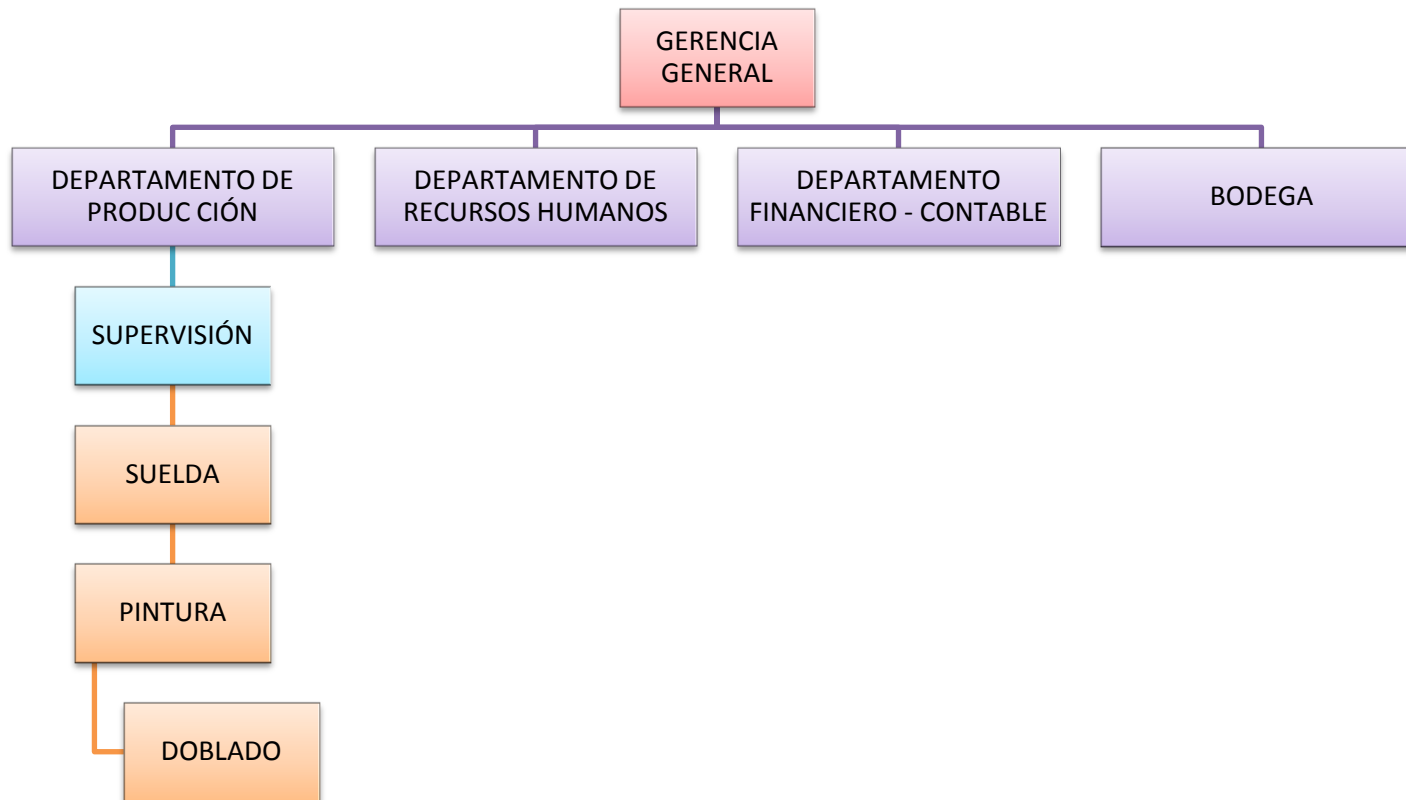 GERENCIA
GENERAL
DEPARTAMENTO DE
PRODUC CIÓN
DEPARTAMENTO DE
RECURSOS HUMANOS
DEPARTAMENTO
FINANCIERO - CONTABLE
BODEGA
SUPERVISIÓN
SUELDA
PINTURA
DOBLADO